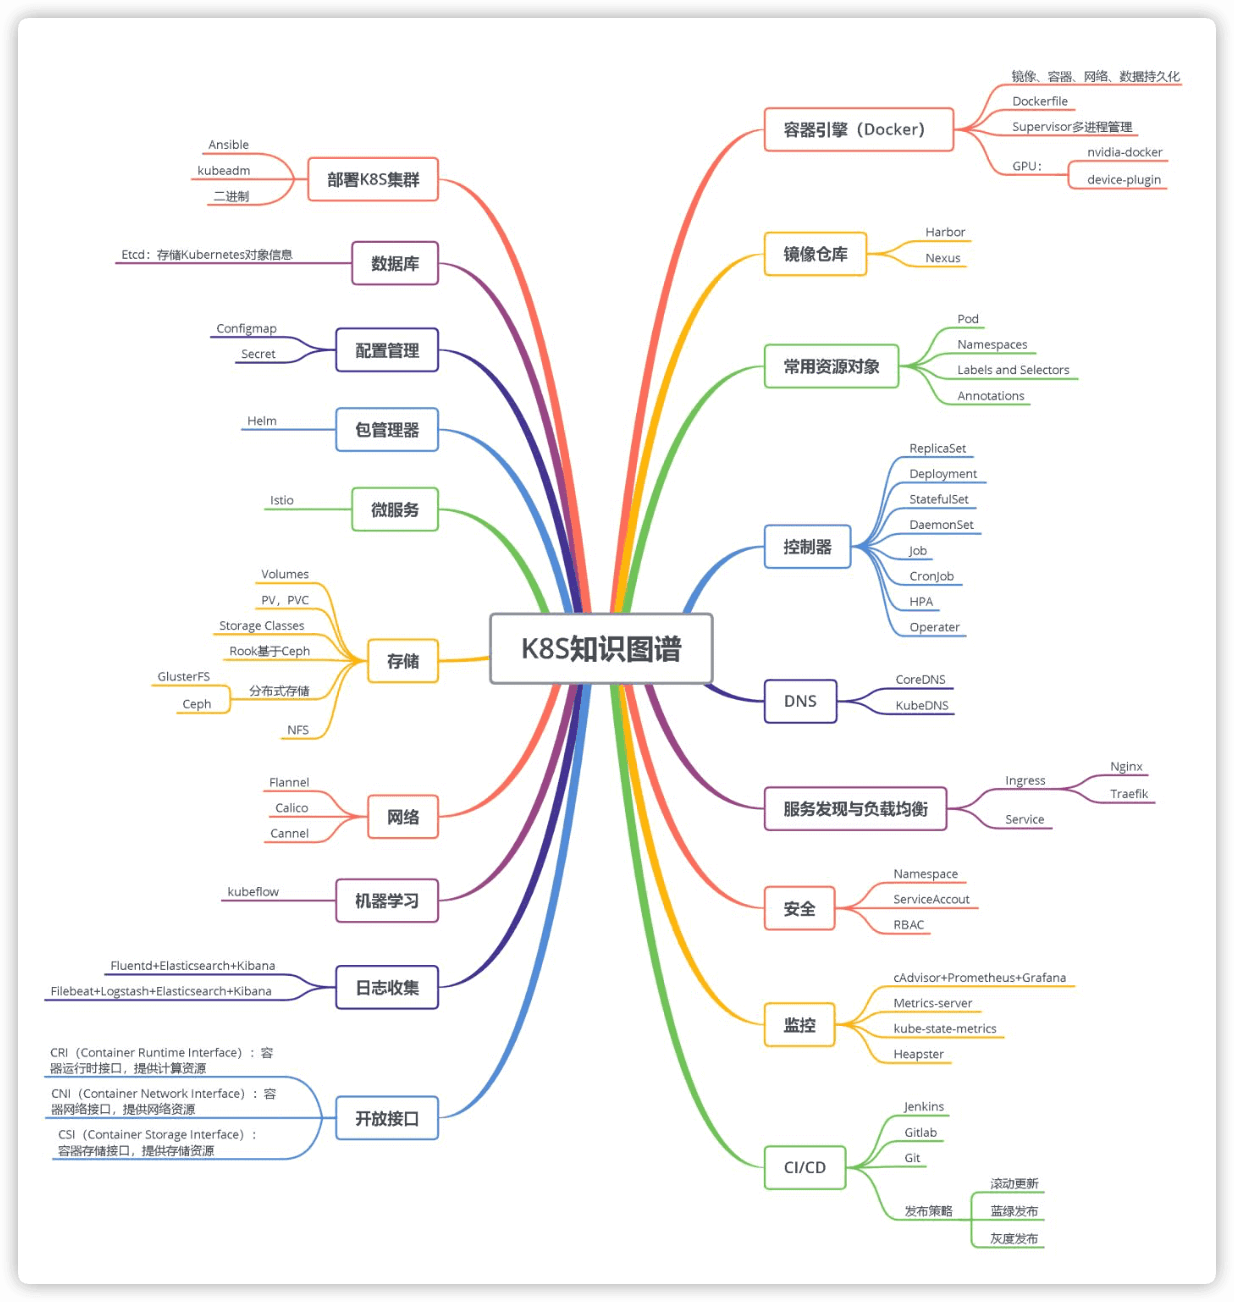 K8S知识图谱
容器引擎（Docker）
镜像、容器、网络、数据持久化
Dockerfile
Supervisor多进程管理
GPU：
nvidia-docker
device-plugin
镜像仓库
Harbor
Nexus
常用资源对象
Pod
Namespaces
Labels and Selectors
Annotations
控制器
ReplicaSet
Deployment
StatefulSet
DaemonSet
Job
CronJob
HPA
Operater
DNS
CoreDNS
KubeDNS
服务发现与负载均衡
Ingress
Nginx
Traefik
Service
安全
Namespace
ServiceAccout
RBAC
监控
cAdvisor+Prometheus+Grafana
Metrics-server
kube-state-metrics
Heapster
CI/CD
Jenkins
Gitlab
Git
发布策略
滚动更新
蓝绿发布
灰度发布
部署K8S集群
Ansible
kubeadm
二进制
数据库
Etcd：存储Kubernetes对象信息
配置管理
Configmap
Secret
包管理器
Helm
微服务
Istio
存储
Volumes
PV，PVC
Storage Classes
Rook基于Ceph
分布式存储
GlusterFS
Ceph
NFS
网络
Flannel
Calico
Cannel
机器学习
kubeflow
日志收集
Fluentd+Elasticsearch+Kibana
Filebeat+Logstash+Elasticsearch+Kibana
开放接口
CRI（Container Runtime Interface）：容
器运行时接口，提供计算资源
CNI（Container Network Interface）：容
器网络接口，提供网络资源
CSI（Container Storage Interface）：
容器存储接口，提供存储资源